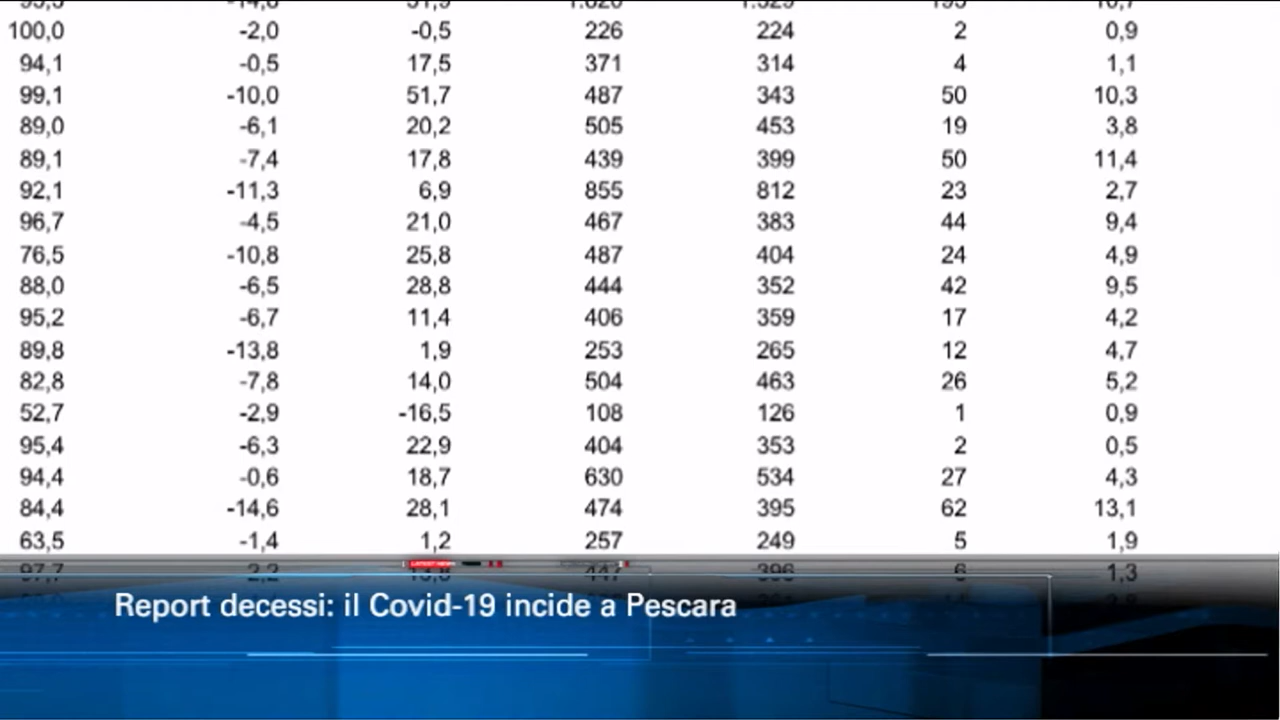 100,0 -2,0 -0,5 226 224 2 0,9
94,1 -0,5 17,5 371 314 4 1,1
99,1 -10,0 51,7 487 343 50 10,3
89,0 -6,1 20,2 505 453 19 3,8
89,1 -7,4 17,8 439 399 50 11,4
92,1 -11,3 6,9 855 812 23 2,7
96,7 -4,5 21,0 467 383 44 9,4
76,5 -10,8 25,8 487 404 24 4,9
88,0 -6,5 28,8 444 352 42 9,5
95,2 -6,7 11,4 406 359 17 4,2
89,8 -13,8 1,9 253 265 12 4,7
82,8 -7,8 14,0 504 463 26 5,2
52,7 -2,9 -16,5 108 126 1 0,9
95,4 -6,3 22,9 404 353 2 0,5
94,4 -0,6 18,7 630 534 27 4,3
84,4 -14,6 28,1 474 395 62 13,1
63,5 -1,4 1,2 257 249 5 1,9
97,7 396 6 1,3
Report decessi: il Covid-19 incide a Pescara